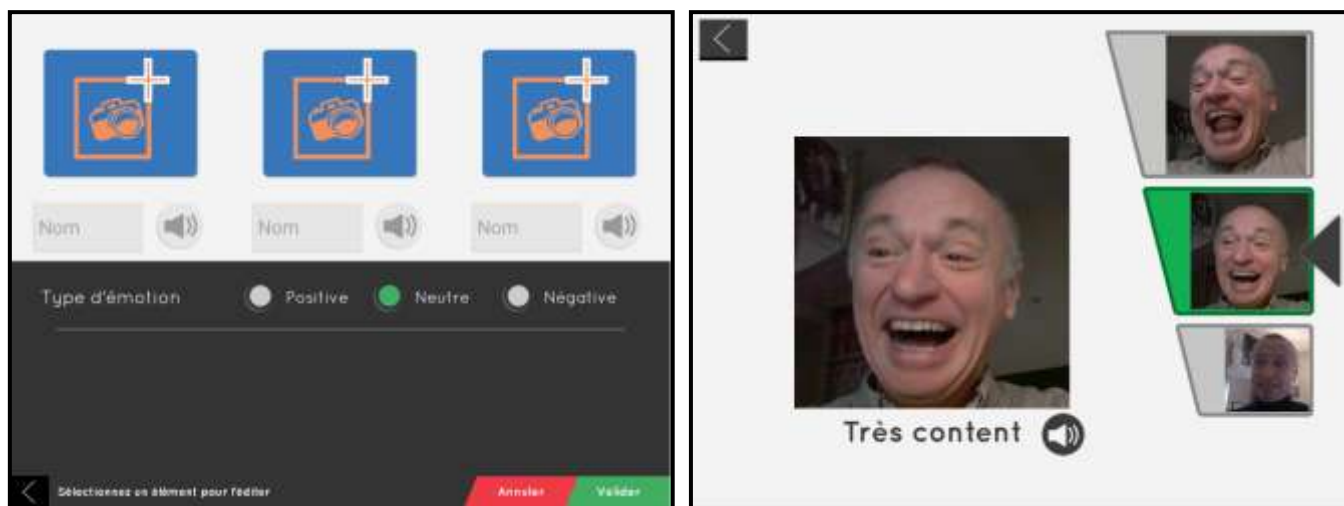 Nom Nom Nom
Type d'émotion Positive Neutre Négative
Sélectionnez un élément pour l'éditer Annuler Valider
Très content